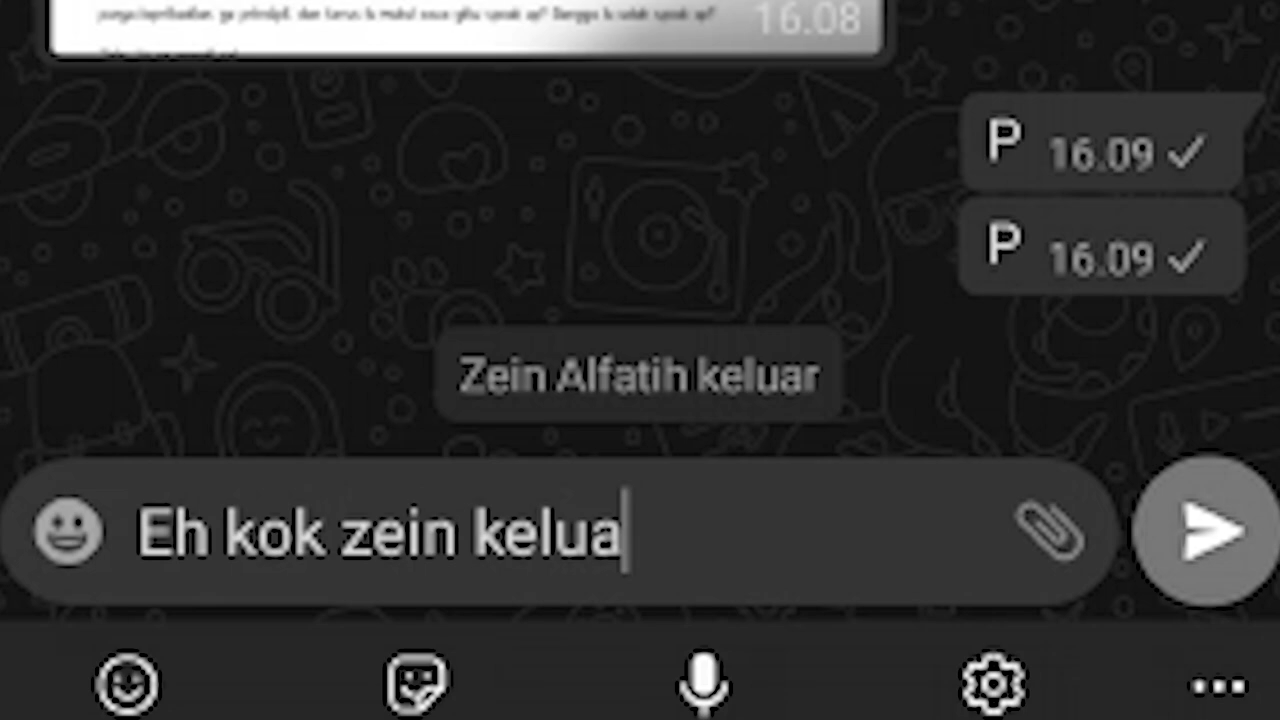 16.08
P 16.09
P 16.09
Zein Alfatih keluar
Eh kok zein kelua